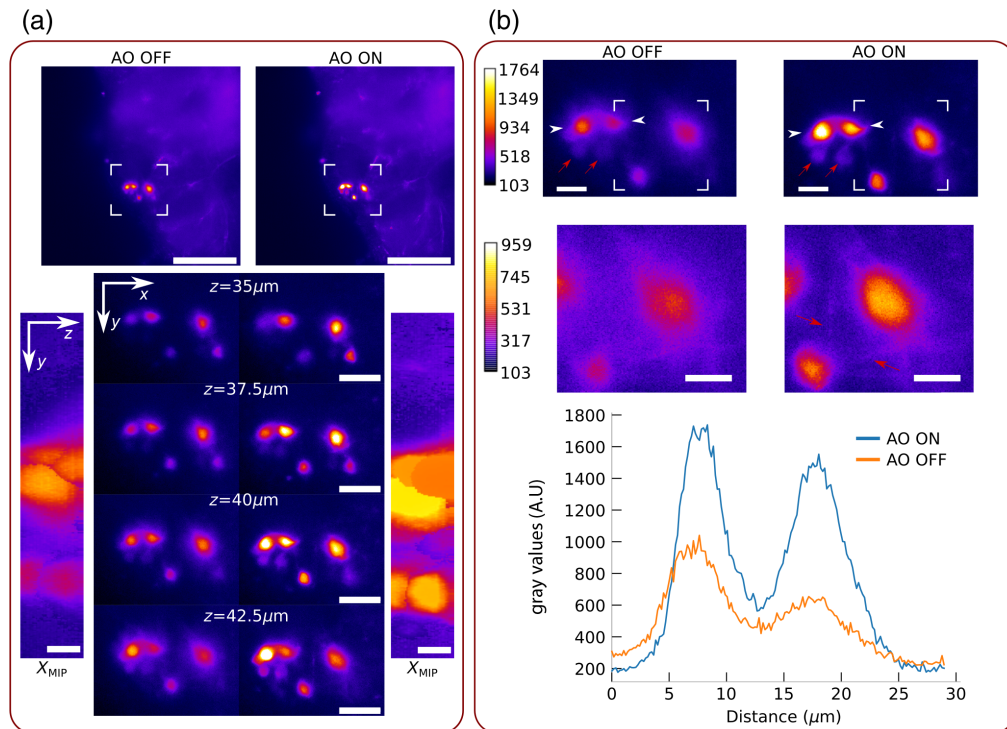 (a)
AO OFF
AO ON
z=35μm
x
y
z
y
z=37.5μm
z=40μm
z=42.5μm
X_MIP
X_MIP
(b)
AO OFF
AO ON
1764
1349
934
518
103
959
745
531
317
103
1800
1600
1400
1200
1000
800
600
400
200
gray values (A.U)
AO ON
AO OFF
0
5
10
15
20
25
30
Distance (μm)